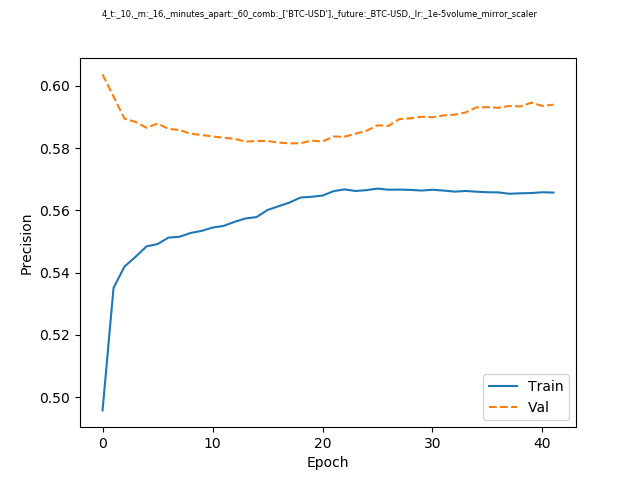 4_t:_10,_m:_16,_minutes_apart:_60_comb:_['BTC-USD'],_future:_BTC-USD,_lr:_1e-5volume_mirror_scaler
0.60
0.58
0.56
0.54
0.52
0.50
Precision
Train
Val
0 10 20 30 40
Epoch